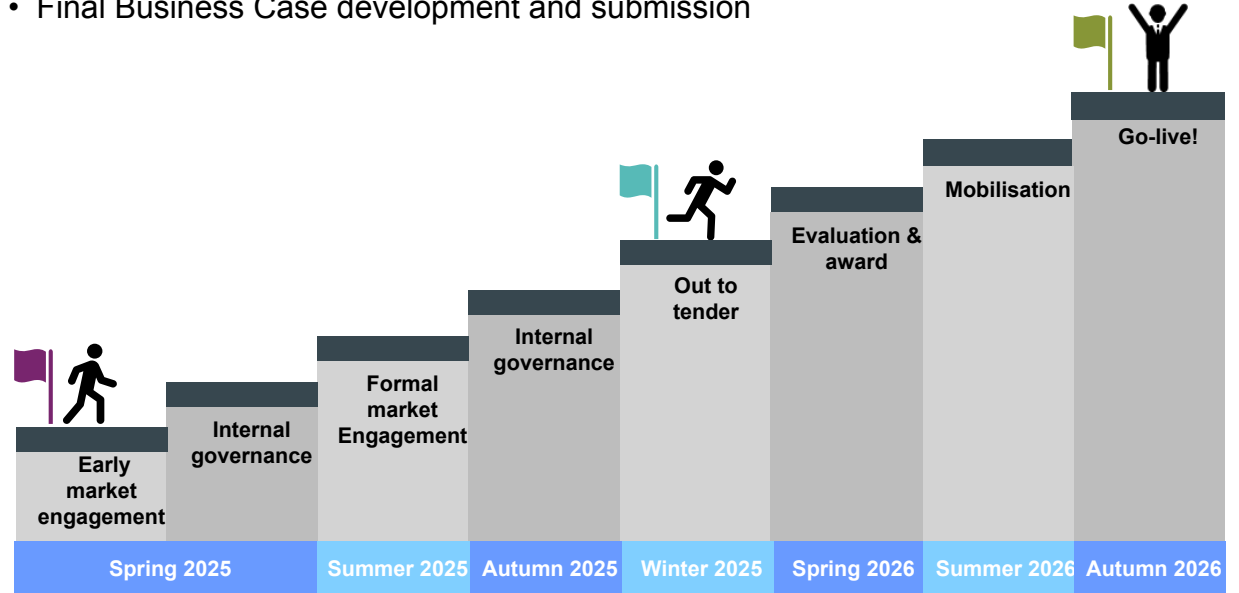 • Final Business Case development and submission
Go-live!
Mobilisation
Evaluation &
award
Out to
tender
Internal
governance
Formal
market
Engagement
Internal
governance
Early
market
engagement
Spring 2025
Summer 2025
Autumn 2025
Winter 2025
Spring 2026
Summer 2026
Autumn 2026